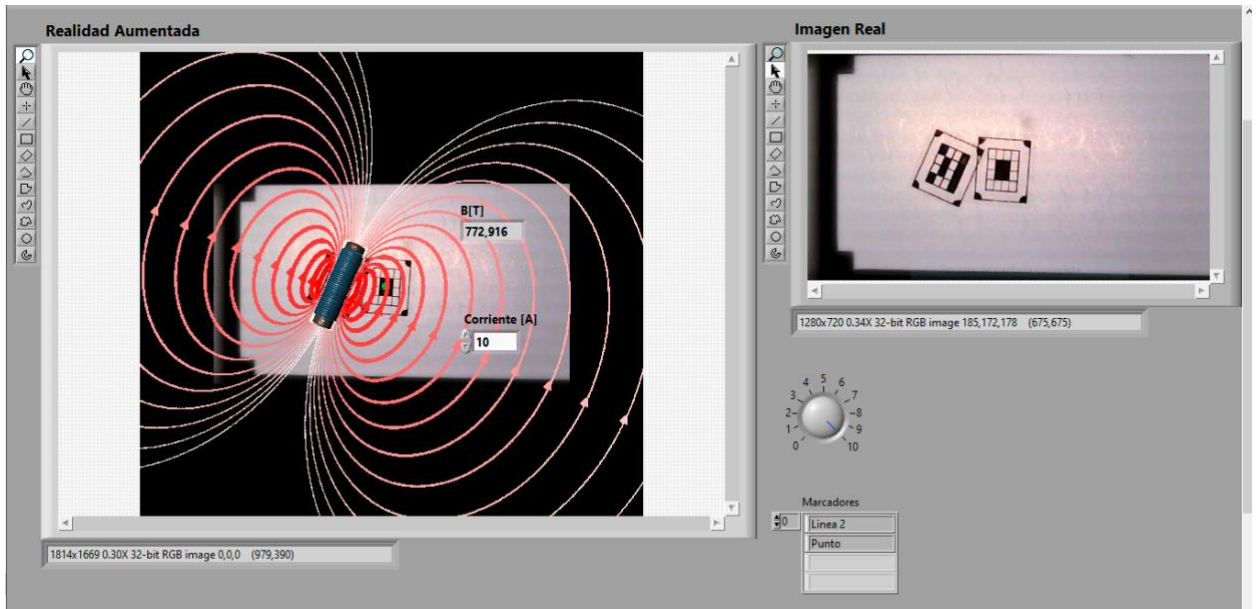 Realidad Aumentada
B[T]
772,916
Corriente [A]
10
1814x1669 0.30X 32-bit RGB image 0,0,0 (979,390)
Imagen Real
1280x720 0.34X 32-bit RGB image 185,172,178 (675,675)
0 1 2 3 4 5 6 7 8 9 10
Marcadores
0
Linea 2
Punto